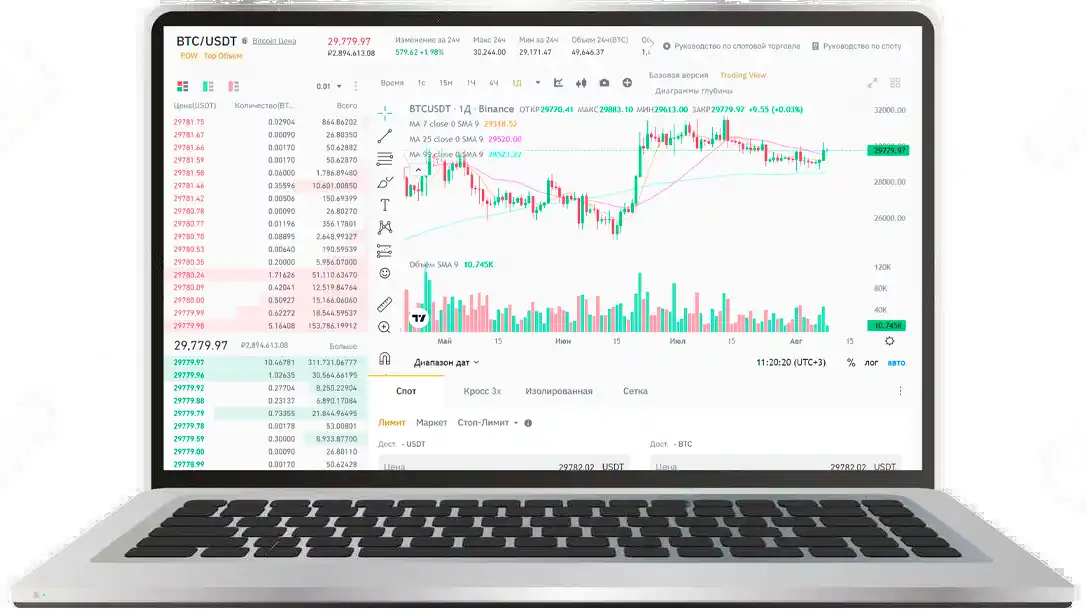 BTC/USDT Bitcoin Цена
POW Top Объем
29,779.97
₽2,894,613.08
Изменение за 24ч
579.62 +1.98%
Макс 24ч
30,244.00
Мин за 24ч
29,171.47
Объем 24ч(BTC)
49,646.37
Руководство по спотовой торговле
Руководство по споту
0.01
Цена(USDT) Количество(BT... Всего
29781.75 0.02904 864.86202
29781.67 0.00090 26.80350
29781.66 0.00170 50.62882
29781.59 0.00170 50.62870
29781.58 0.06000 1,786.89480
29781.46 0.35596 10,601.00850
29781.42 0.00506 150.69399
29780.78 0.00090 26.80270
29780.77 0.01196 356.17801
29780.70 0.08895 2,648.99327
29780.53 0.00640 190.59539
29780.35 0.20000 5,956.07000
29780.24 1.71626 51,110.63470
29780.09 0.42041 12,519.84764
29780.00 0.50927 15,166.06060
29779.99 0.62272 18,544.59537
29779.98 5.16408 153,786.19912
29,779.97 ₽2,894,613.08 Больше
29779.97 10.46781 311,731.06777
29779.96 1.02635 30,564.66195
29779.92 0.27704 8,250.22904
29779.88 0.23137 6,890.17084
29779.79 0.73355 21,844.96495
29779.78 0.00178 53.00801
29779.59 0.30000 8,933.87700
29779.00 0.00090 26.80110
29778.99 0.00170 50.62428
Время 1с 15м 1Ч 4Ч 1Д
Базовая версия Trading View
Диаграммы глубины
BTCUSDT · 1Д · Binance ОТКР29770.41 МАКС29883.10 МИН29613.00 ЗАКР29779.97 +9.55 (+0.03%)
MA 7 close 0 SMA 9 29318.52
MA 25 close 0 SMA 9 29520.00
MA 99 close 0 SMA 9
32000.00
29779.97
28000.00
26000.00
Объём SMA 9 10.745K
120K
80K
40K
10.745K
Май 15 Июн 15 Июл 15 Авг 15
Диапазон дат 11:20:20 (UTC+3) % лог авто
Спот Кросс 3x Изолированная Сетка
Лимит Маркет Стоп-Лимит
Дост. - USDT Дост. - BTC
Цена 29782.02 USDT Цена 29782.02 USDT